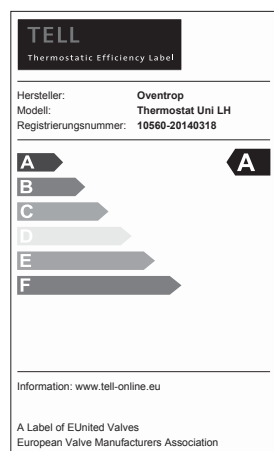 TELL
Thermostatic Efficiency Label
Hersteller: Oventrop
Modell: Thermostat Uni LH
Registrierungsnummer: 10560-20140318
A A
B
C
D
E
F
Information: www.tell-online.eu
A Label of EUnited Valves
European Valve Manufacturers Association